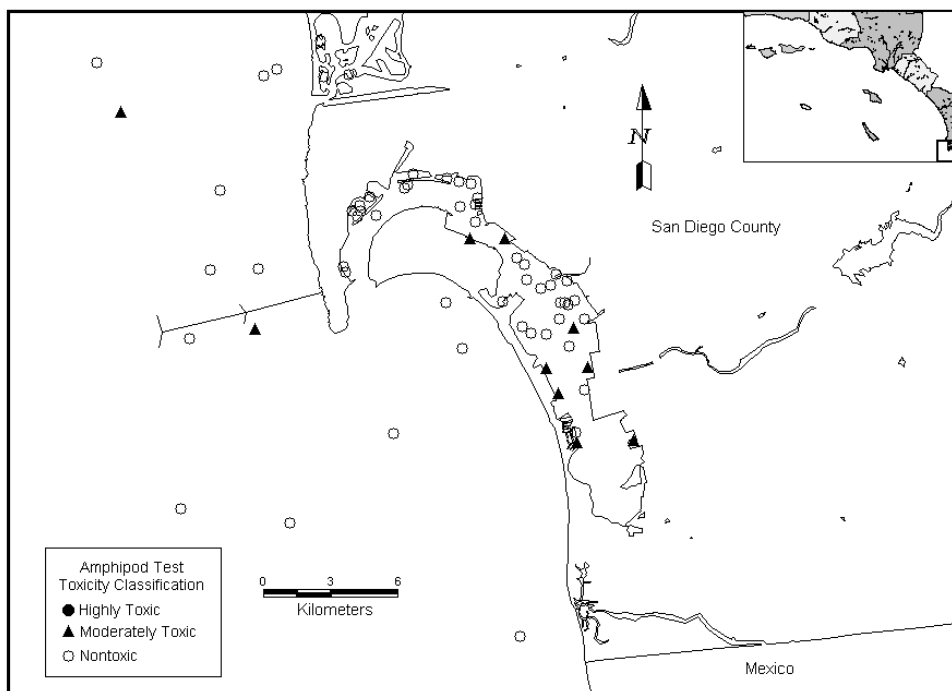 N
San Diego County
Amphipod Test
Toxicity Classification
Highly Toxic
Moderately Toxic
Nontoxic
0 3 6
Kilometers
Mexico